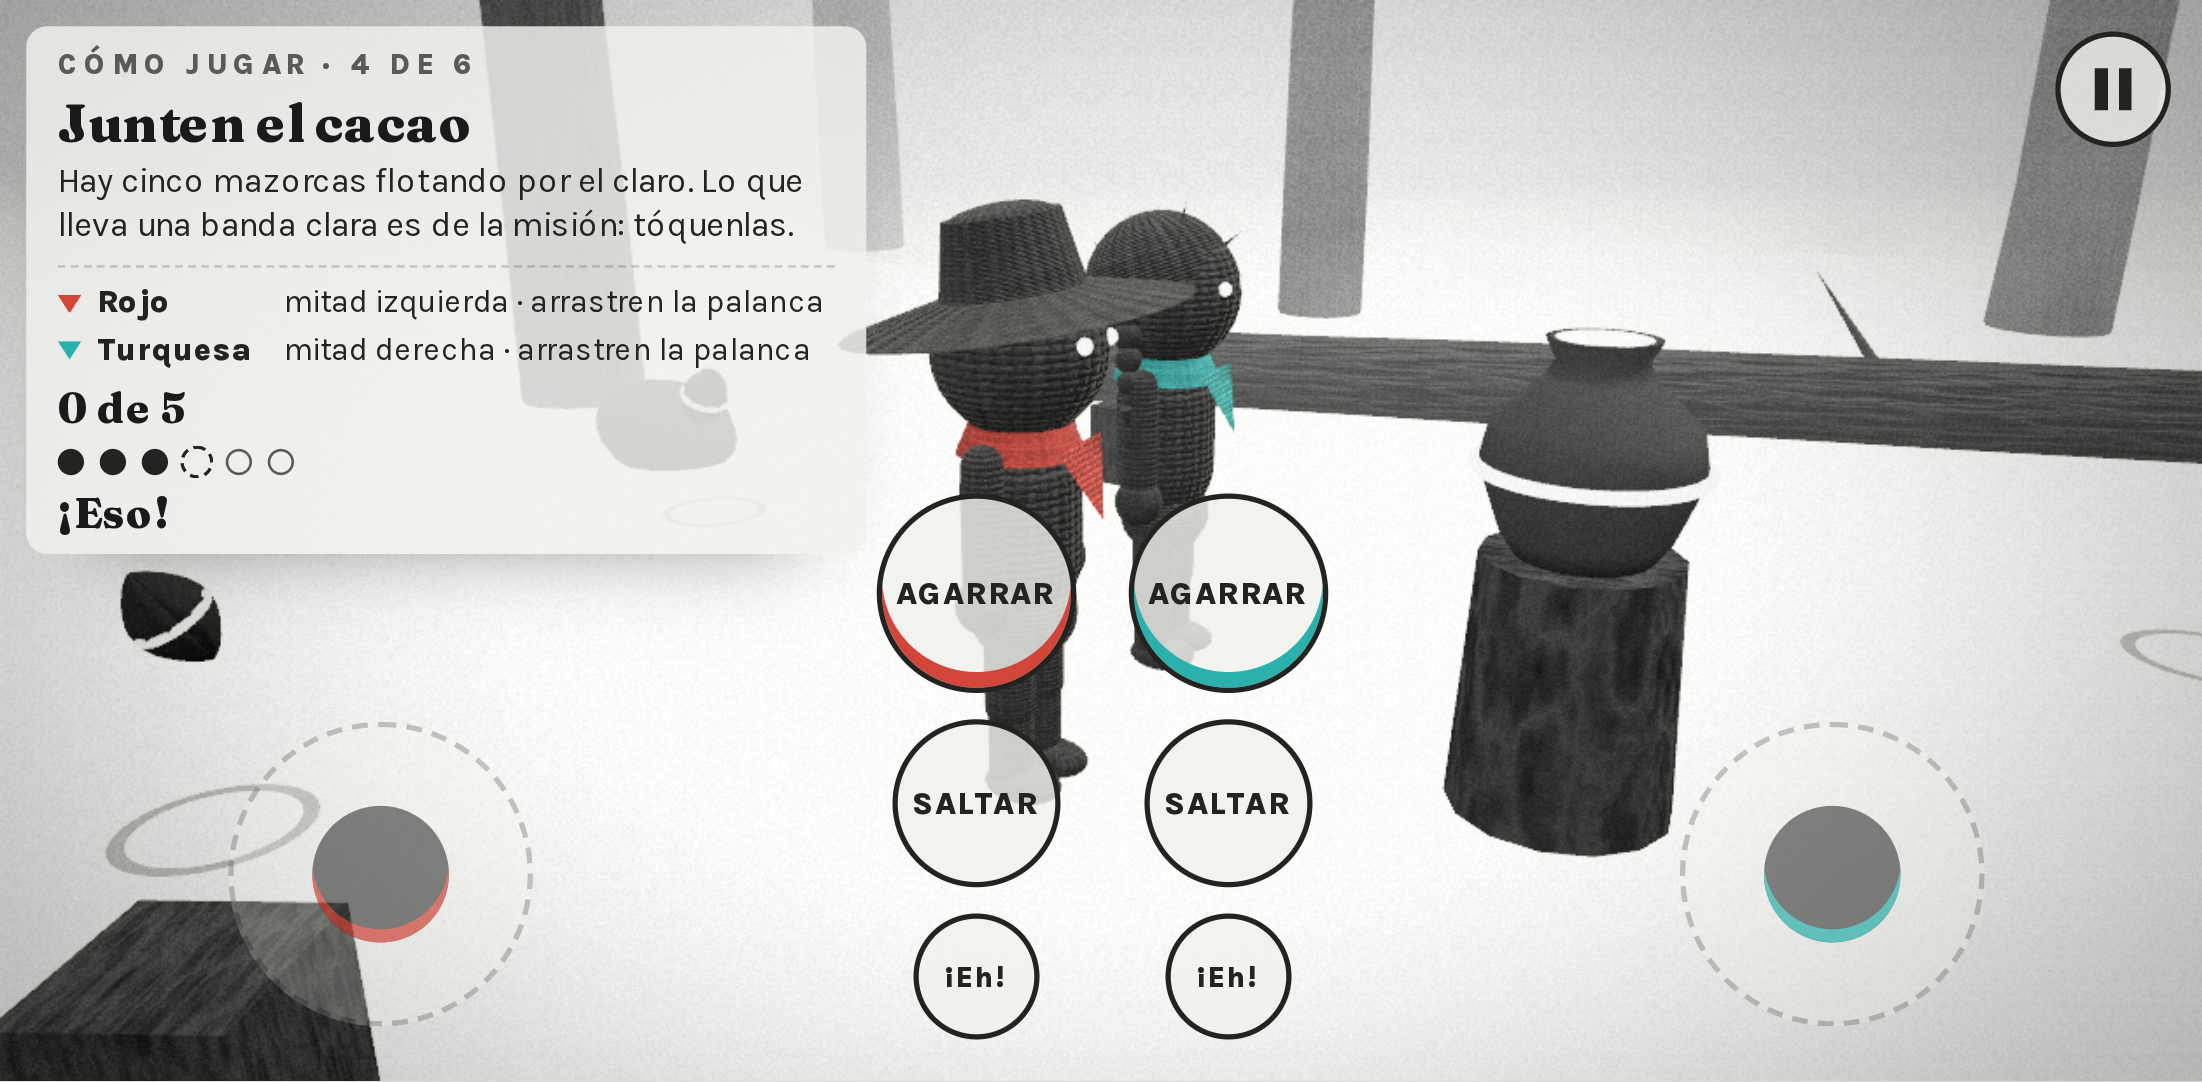 CÓMO JUGAR · 4 DE 6
Junten el cacao
Hay cinco mazorcas flotando por el claro. Lo que
lleva una banda clara es de la misión: tóquenlas.
Rojo mitad izquierda · arrastren la palanca
Turquesa mitad derecha · arrastren la palanca
0 de 5
¡Eso!
AGARRAR AGARRAR
SALTAR SALTAR
¡Eh! ¡Eh!